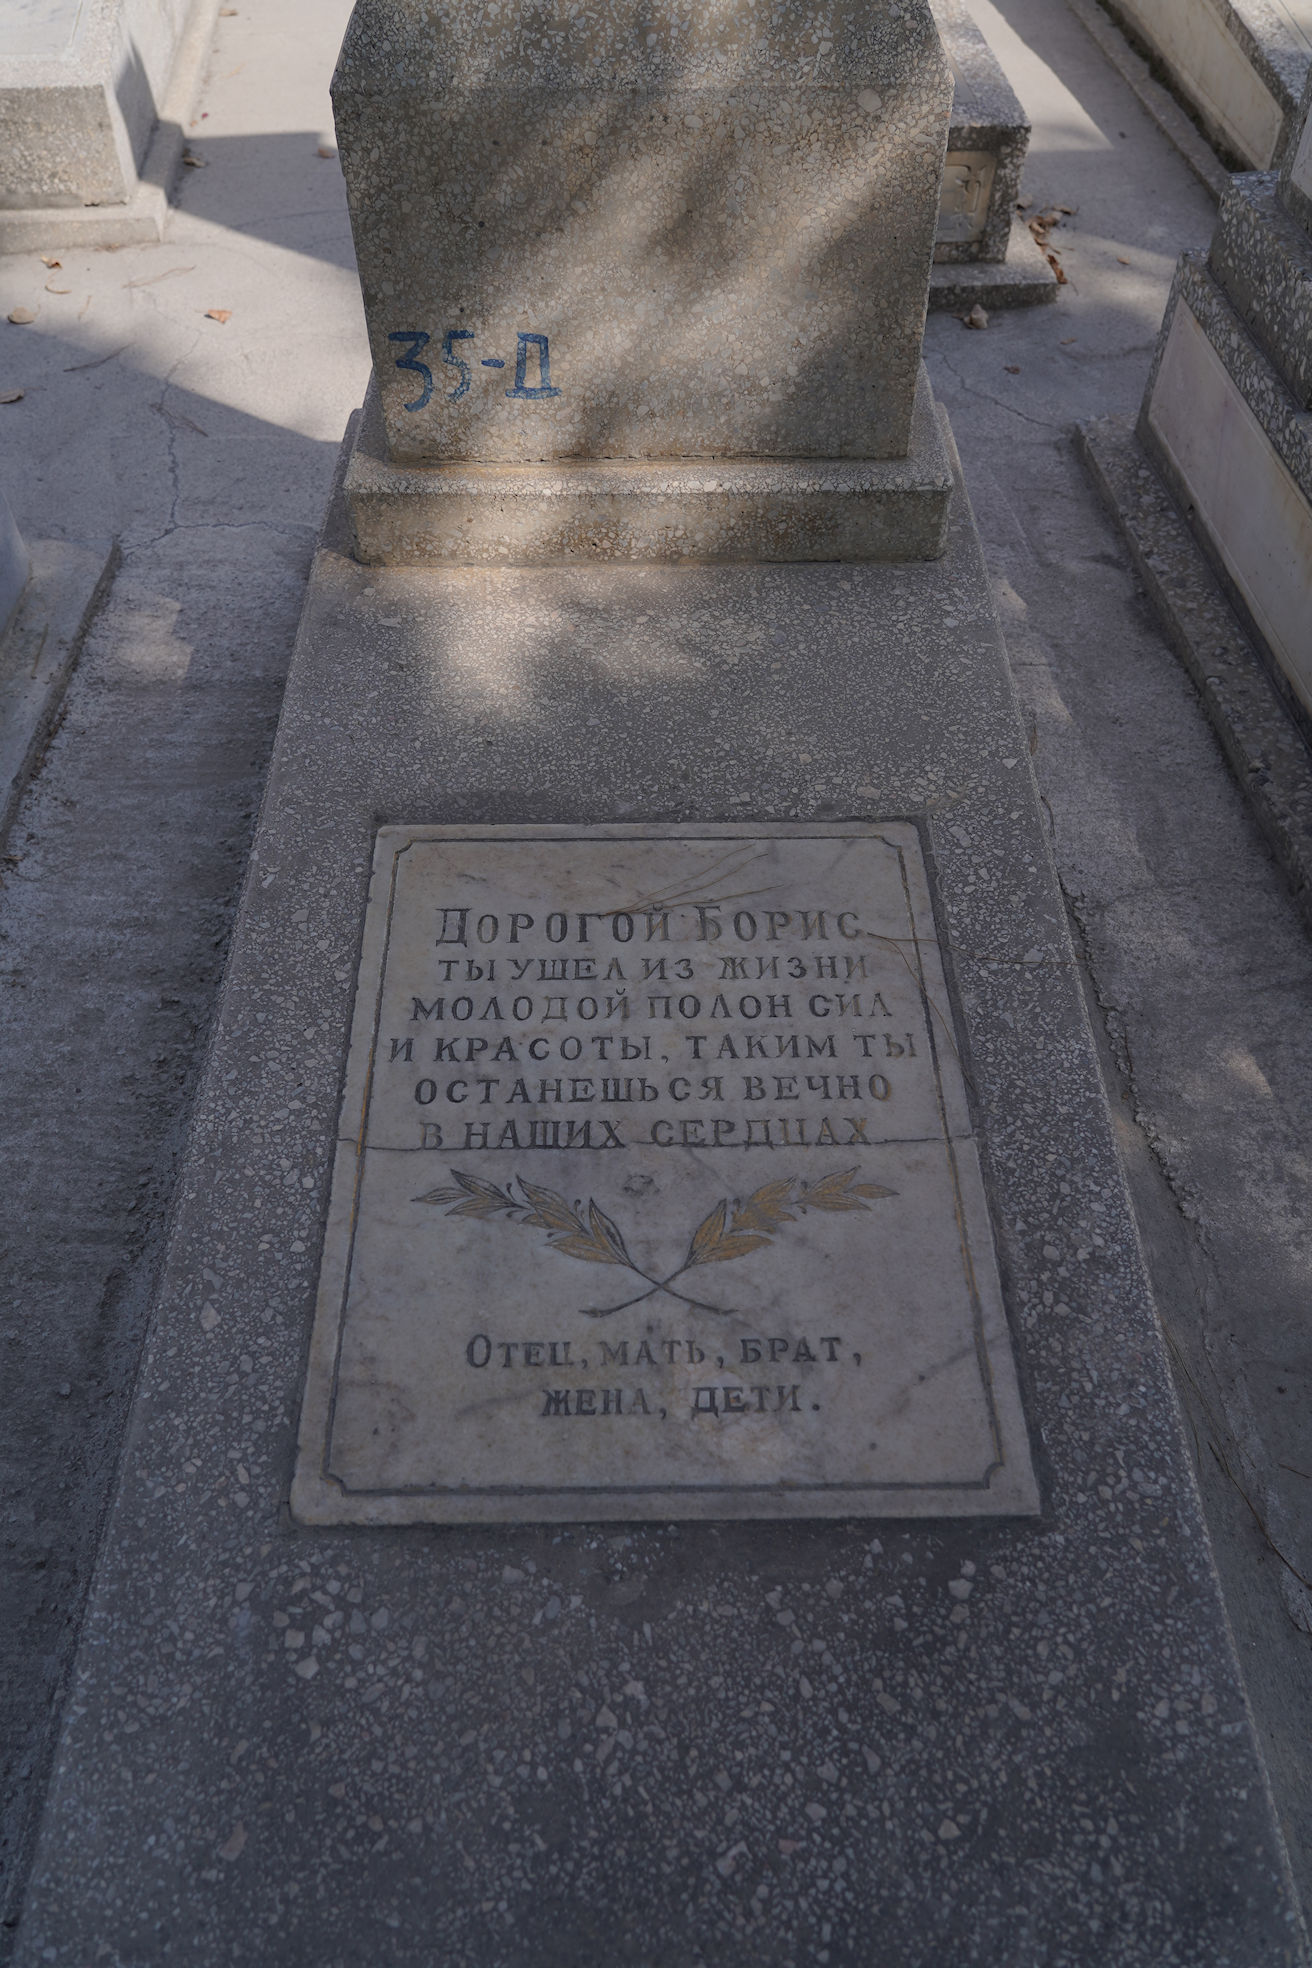 35-Д
Дорогой Борис
ты ушел из жизни
молодой полон сил
и красоты, таким ты
останешься вечно
в наших сердцах
Отец, мать, брат,
жена, дети.